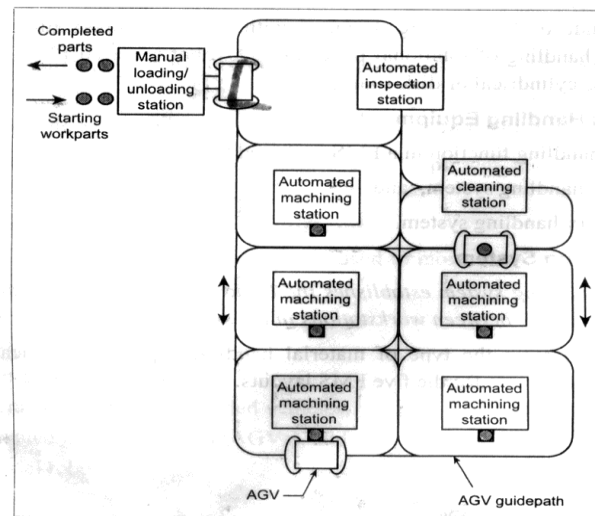 Completed
parts
Manual
loading/
unloading
station
Starting
workparts
Automated
inspection
station
Automated
machining
station
Automated
cleaning
station
Automated
machining
station
Automated
machining
station
Automated
machining
station
Automated
machining
station
AGV
AGV guidepath